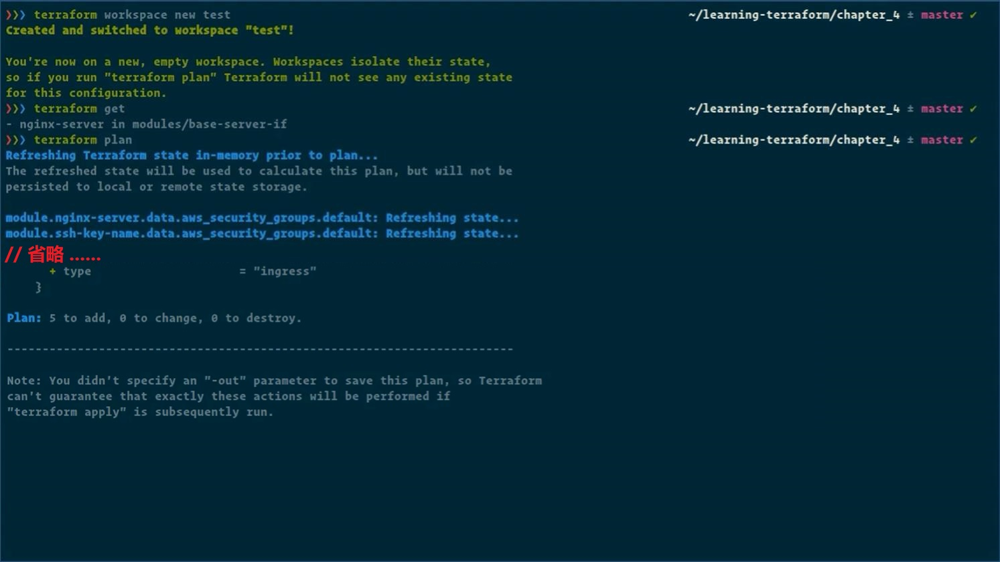 ❯❯❯ terraform workspace new test ~/learning-terraform/chapter_4 ± master ✔
Created and switched to workspace "test"!
You're now on a new, empty workspace. Workspaces isolate their state,
so if you run "terraform plan" Terraform will not see any existing state
for this configuration.
❯❯❯ terraform get ~/learning-terraform/chapter_4 ± master ✔
- nginx-server in modules/base-server-if
❯❯❯ terraform plan ~/learning-terraform/chapter_4 ± master ✔
Refreshing Terraform state in-memory prior to plan...
The refreshed state will be used to calculate this plan, but will not be
persisted to local or remote state storage.
module.nginx-server.data.aws_security_groups.default: Refreshing state...
module.ssh-key-name.data.aws_security_groups.default: Refreshing state...
// 省略 ......
+ type = "ingress"
}
Plan: 5 to add, 0 to change, 0 to destroy.
------------------------------------------------------------------------
Note: You didn't specify an "-out" parameter to save this plan, so Terraform
can't guarantee that exactly these actions will be performed if
"terraform apply" is subsequently run.